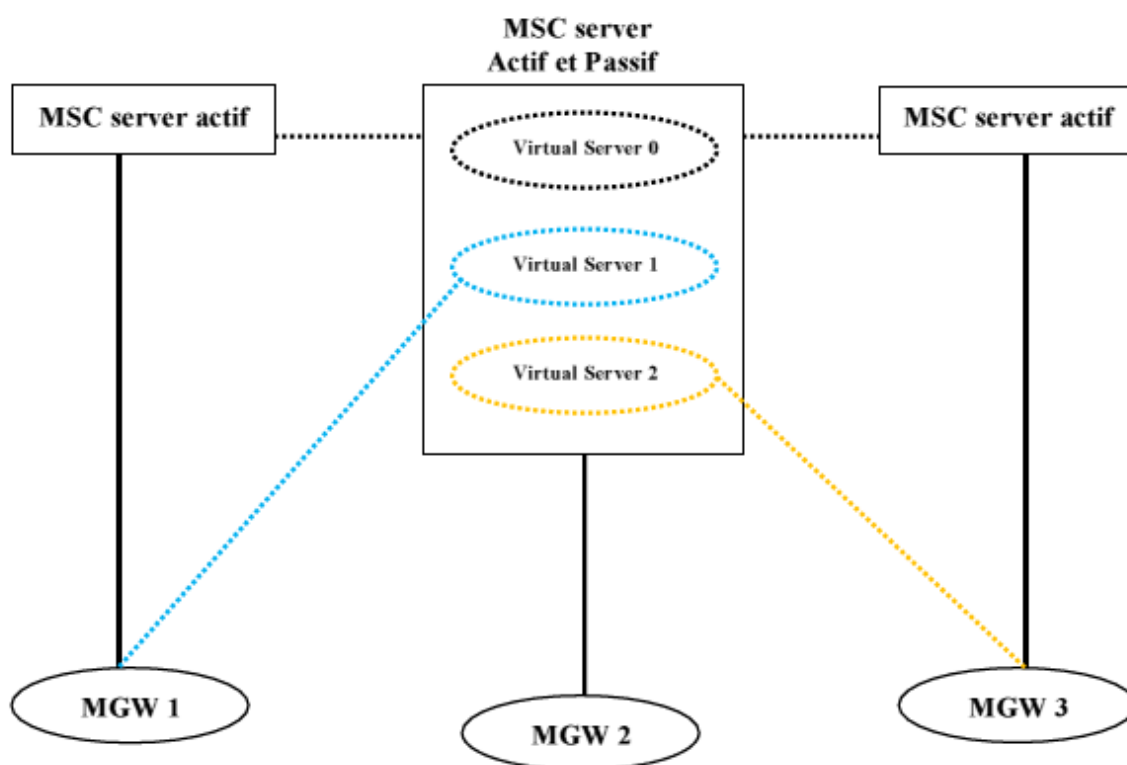 MSC server
Actif et Passif
MSC server actif
MSC server actif
Virtual Server 0
Virtual Server 1
Virtual Server 2
MGW 1
MGW 2
MGW 3